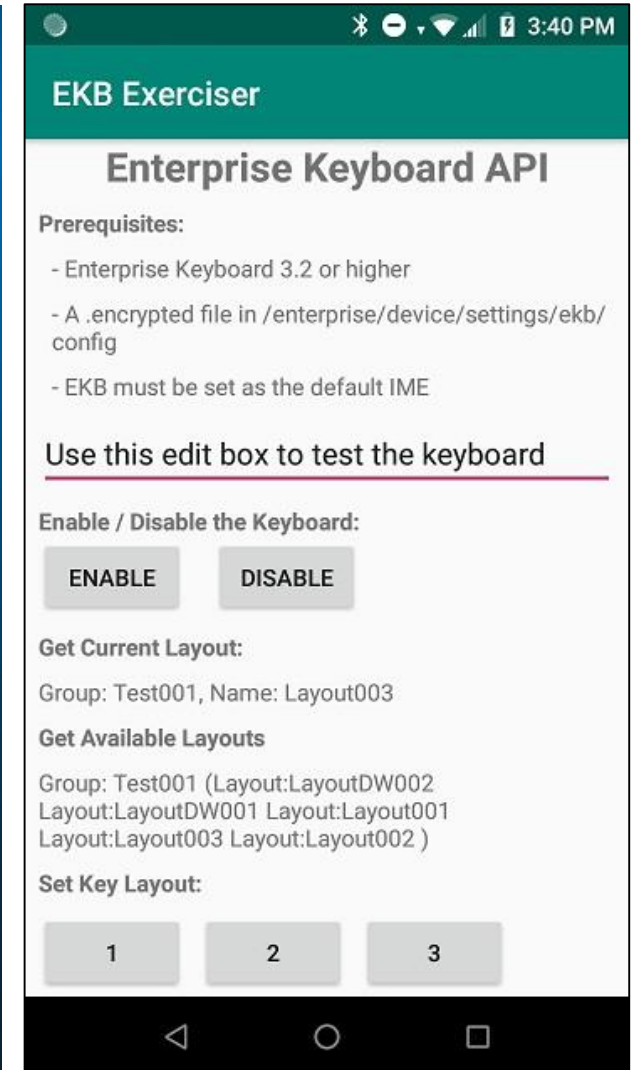 3:40 PM
EKB Exerciser
Enterprise Keyboard API
Prerequisites:
- Enterprise Keyboard 3.2 or higher
- A .encrypted file in /enterprise/device/settings/ekb/
config
- EKB must be set as the default IME
Use this edit box to test the keyboard
Enable / Disable the Keyboard:
ENABLE DISABLE
Get Current Layout:
Group: Test001, Name: Layout003
Get Available Layouts
Group: Test001 (Layout:LayoutDW002
Layout:LayoutDW001 Layout:Layout001
Layout:Layout003 Layout:Layout002 )
Set Key Layout:
1 2 3